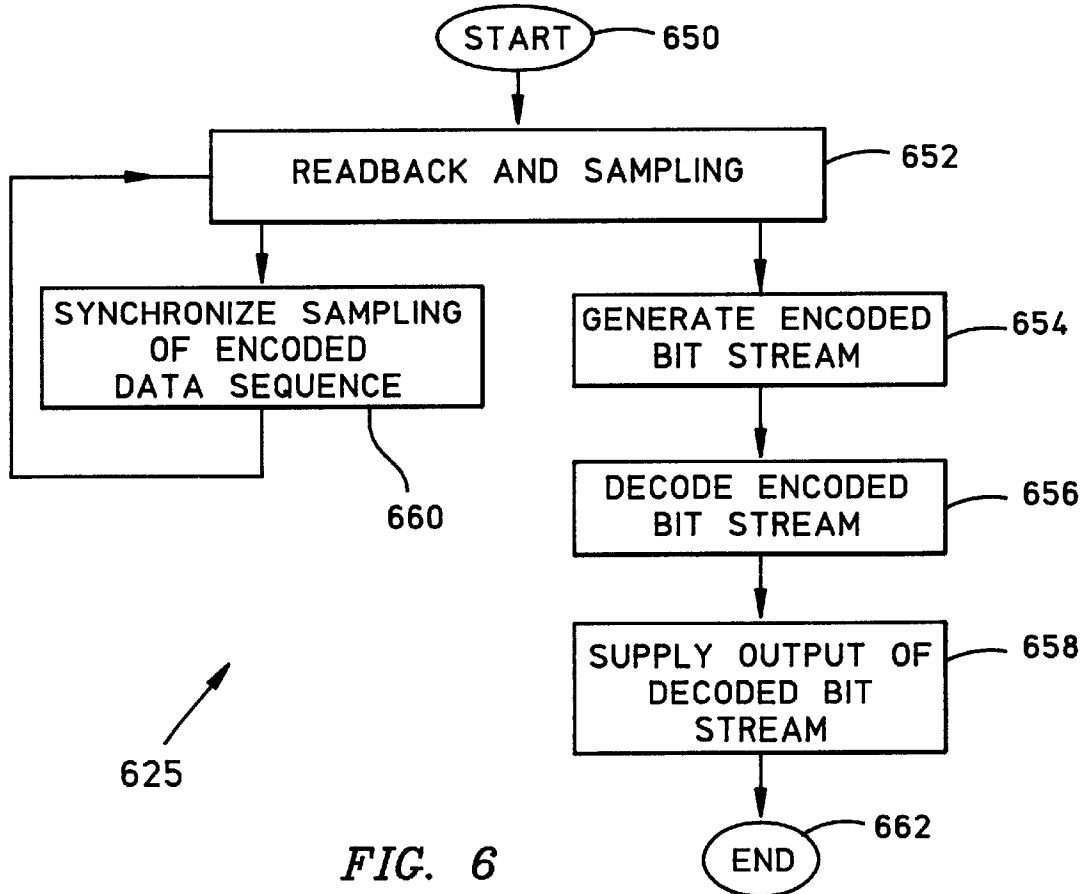 START
650
READBACK AND SAMPLING
652
SYNCHRONIZE SAMPLING
OF ENCODED
DATA SEQUENCE
660
GENERATE ENCODED
BIT STREAM
654
DECODE ENCODED
BIT STREAM
656
SUPPLY OUTPUT OF
DECODED BIT
STREAM
658
625
END
662
FIG. 6